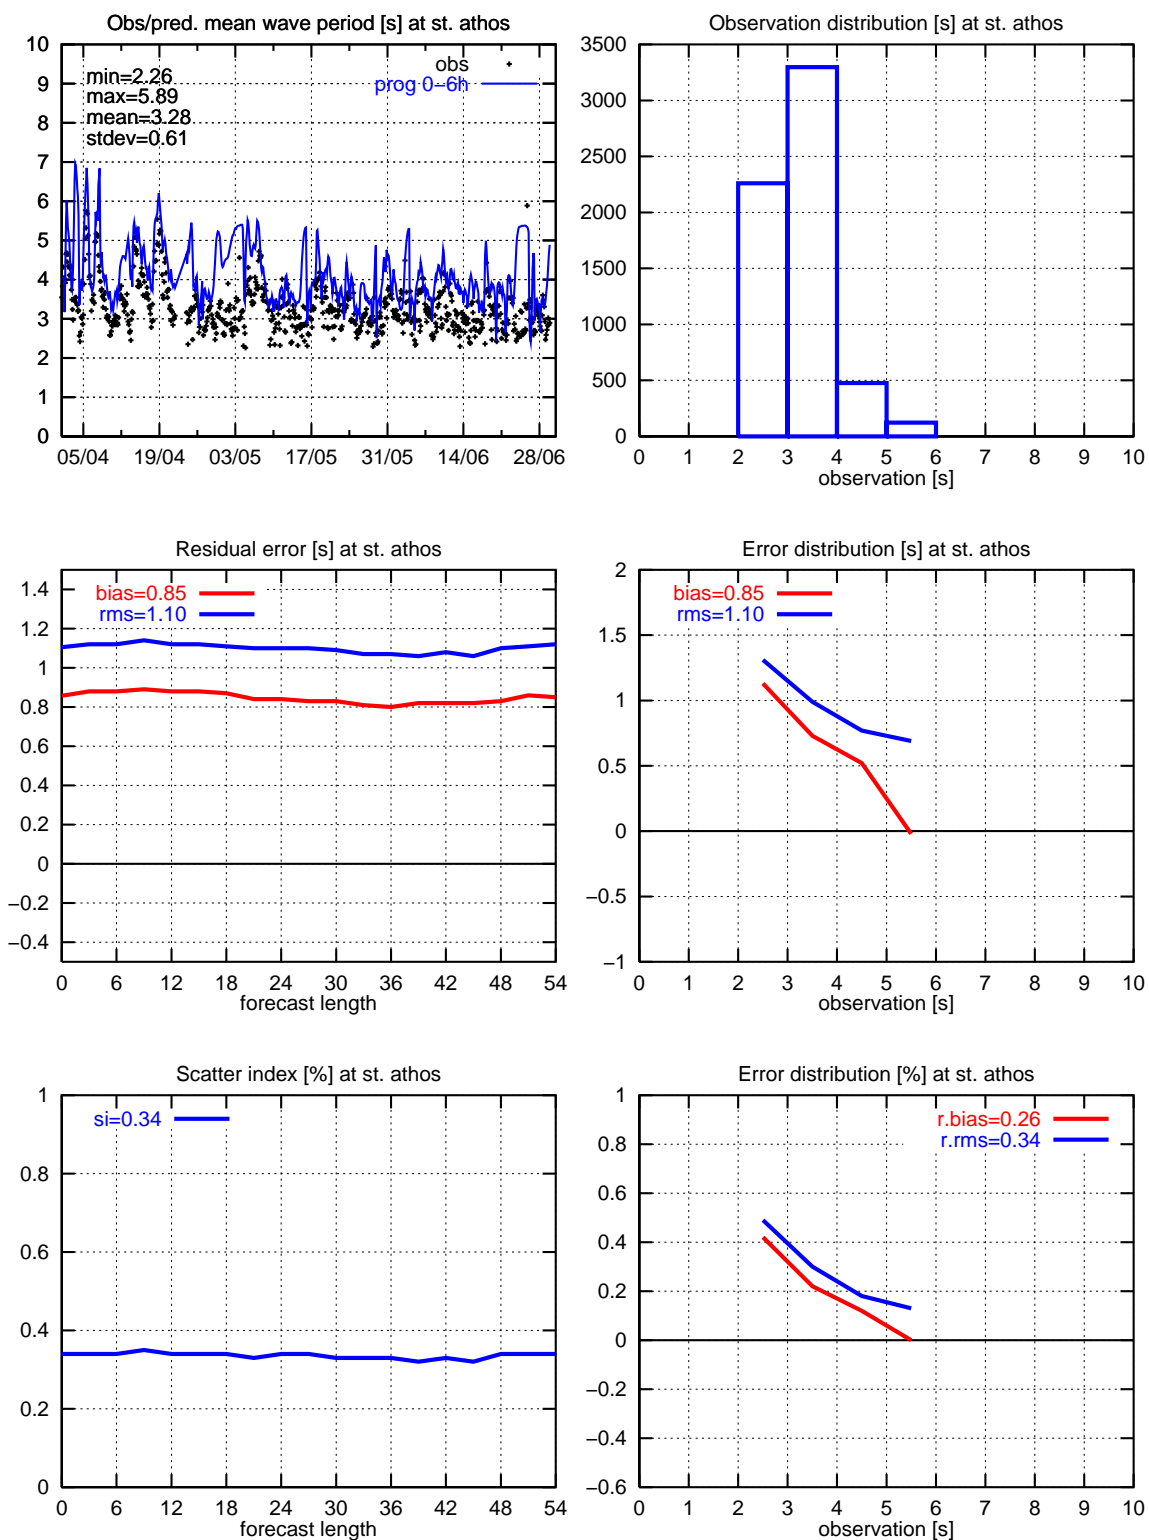 Obs/pred. mean wave period [s] at st. athos
10
9
8
7
6
5
4
3
2
1
0
min=2.26
max=5.89
mean=3.28
stdev=0.61
obs
prog 0−6h
05/04 19/04 03/05 17/05 31/05 14/06 28/06
Observation distribution [s] at st. athos
3500
3000
2500
2000
1500
1000
500
0
0 1 2 3 4 5 6 7 8 9 10
observation [s]
Residual error [s] at st. athos
1.4
1.2
1
0.8
0.6
0.4
0.2
0
−0.2
−0.4
bias=0.85
rms=1.10
0 6 12 18 24 30 36 42 48 54
forecast length
Error distribution [s] at st. athos
2
1.5
1
0.5
0
−0.5
−1
bias=0.85
rms=1.10
0 1 2 3 4 5 6 7 8 9 10
observation [s]
Scatter index [%] at st. athos
1
0.8
0.6
0.4
0.2
0
si=0.34
0 6 12 18 24 30 36 42 48 54
forecast length
Error distribution [%] at st. athos
1
0.8
0.6
0.4
0.2
0
−0.2
−0.4
−0.6
r.bias=0.26
r.rms=0.34
0 1 2 3 4 5 6 7 8 9 10
observation [s]